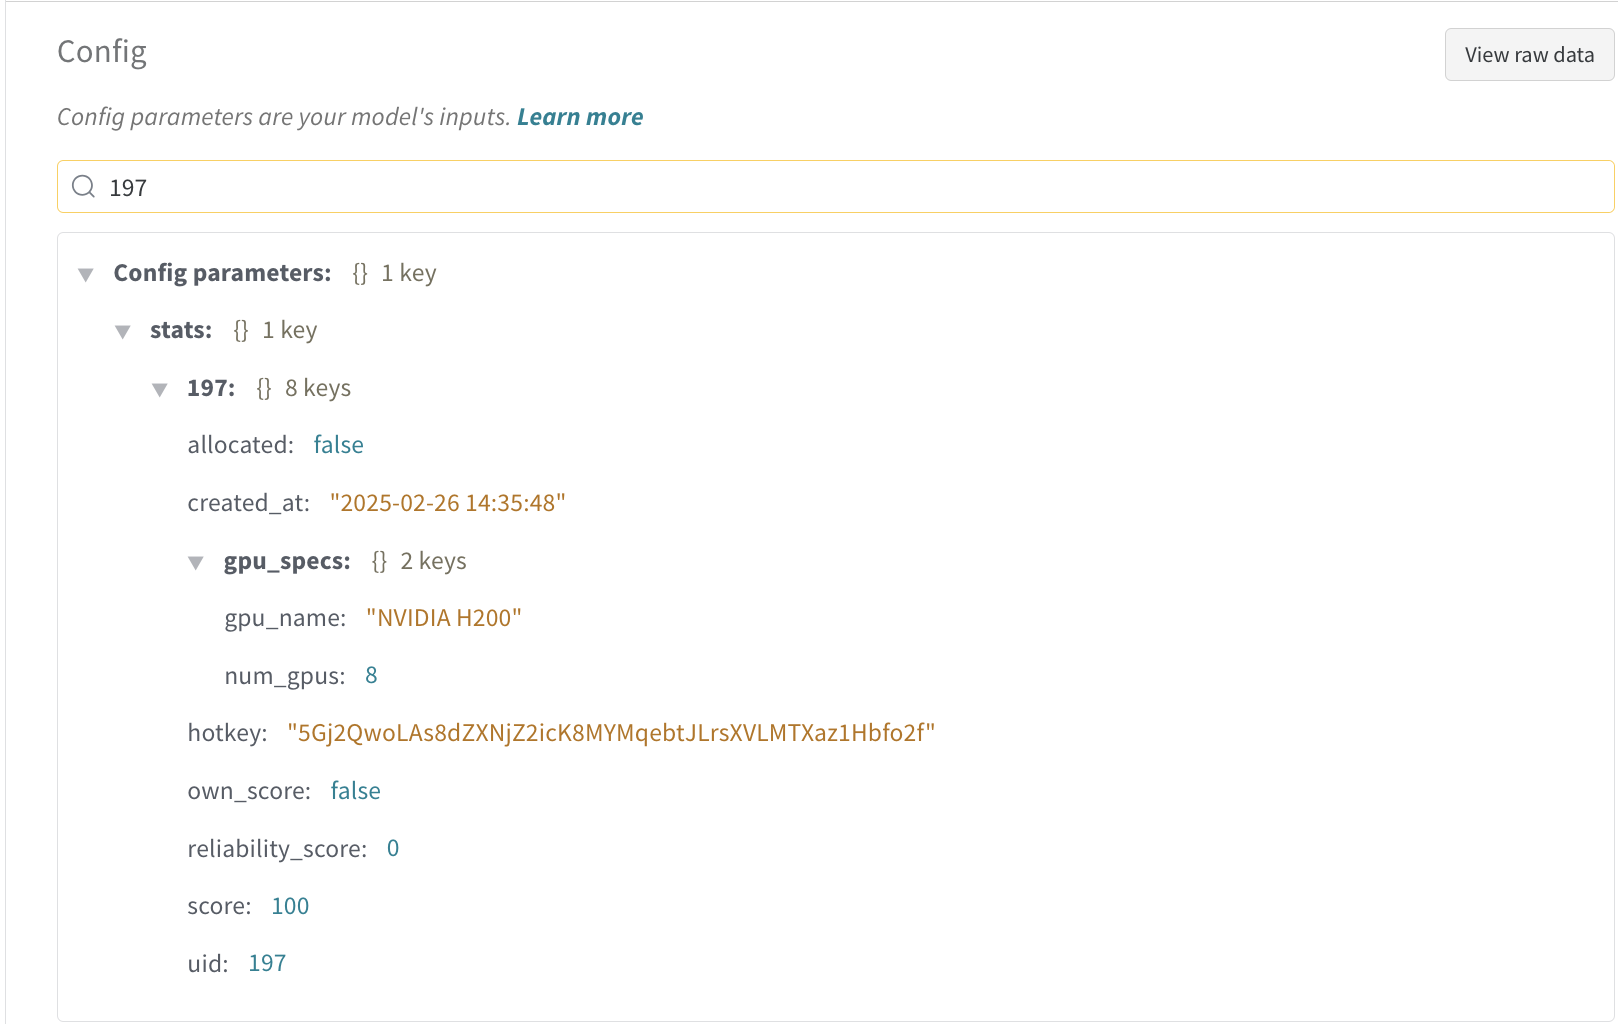 Config
View raw data
Config parameters are your model's inputs. Learn more
197
Config parameters: {} 1 key
stats: {} 1 key
197: {} 8 keys
allocated: false
created_at: "2025-02-26 14:35:48"
gpu_specs: {} 2 keys
gpu_name: "NVIDIA H200"
num_gpus: 8
hotkey: "5Gj2QwoLAs8dZXNjZ2icK8MYMqebtJLrsXVLMTXaz1Hbfo2f"
own_score: false
reliability_score: 0
score: 100
uid: 197